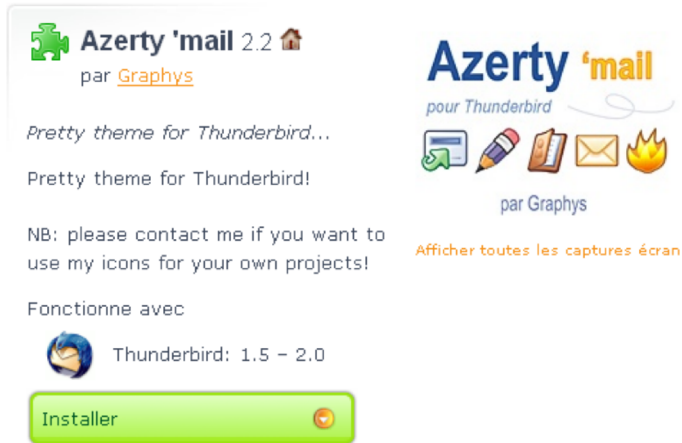 Azerty 'mail 2.2
par Graphys
Pretty theme for Thunderbird...
Pretty theme for Thunderbird!
NB: please contact me if you want to
use my icons for your own projects!
Fonctionne avec
Thunderbird: 1.5 – 2.0
Installer
Azerty ‘mail
pour Thunderbird
par Graphys
Afficher toutes les captures écran